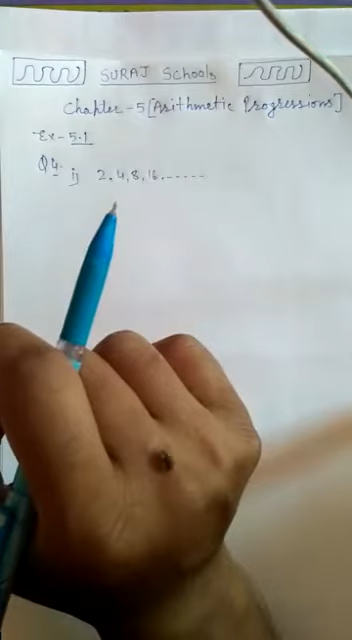 SURAJ Schools
Chapter-5 [Arithmetic Progressions]
Ex-5.1
Q4. i) 2, 4, 8, 16.------